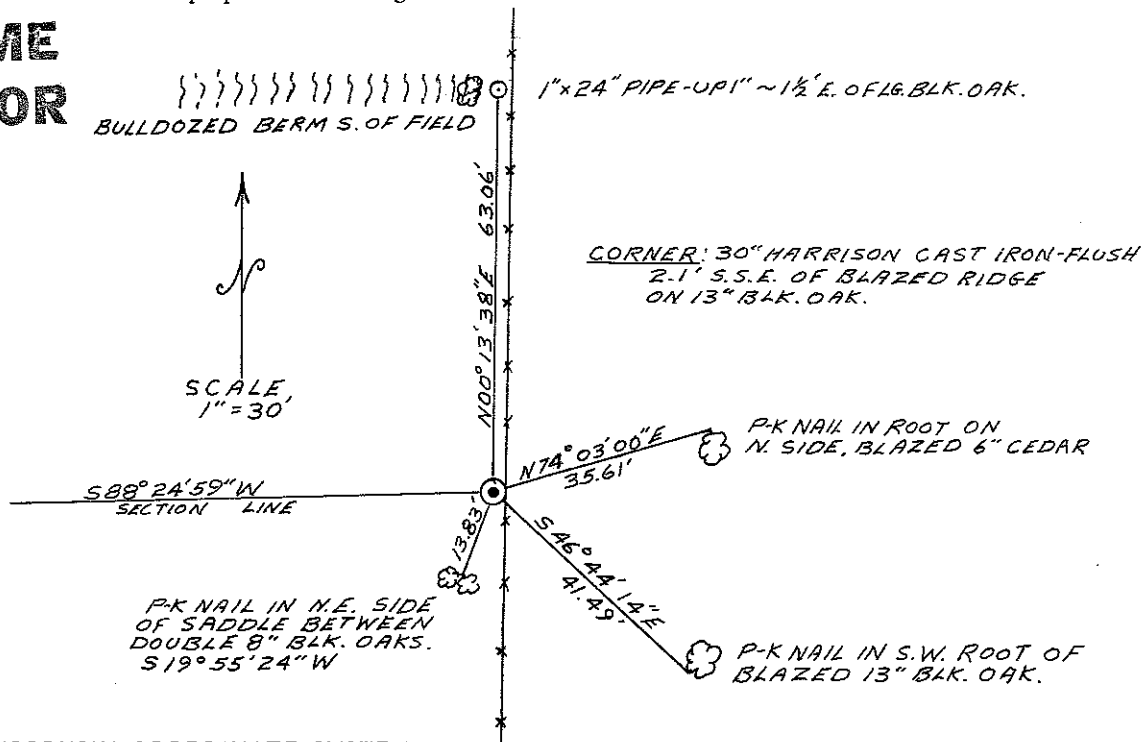 ME
OR
1"x24" PIPE-UP1" ~ 1½' E. OF LG. BLK. OAK.
BULLDOZED BERM S. OF FIELD
N00°13'38"E 63.06'
CORNER: 30" HARRISON CAST IRON-FLUSH
2.1' S.S.E. OF BLAZED RIDGE
ON 13" BLK. OAK.
SCALE,
1"=30'
P-K NAIL IN ROOT ON
N. SIDE, BLAZED 6" CEDAR
N74°03'00"E
35.61'
S88°24'59"W
SECTION LINE
13.83'
S46°44'14"E
41.49'
P-K NAIL IN N.E. SIDE
OF SADDLE BETWEEN
DOUBLE 8" BLK. OAKS.
S19°55'24"W
P-K NAIL IN S.W. ROOT OF
BLAZED 13" BLK. OAK.